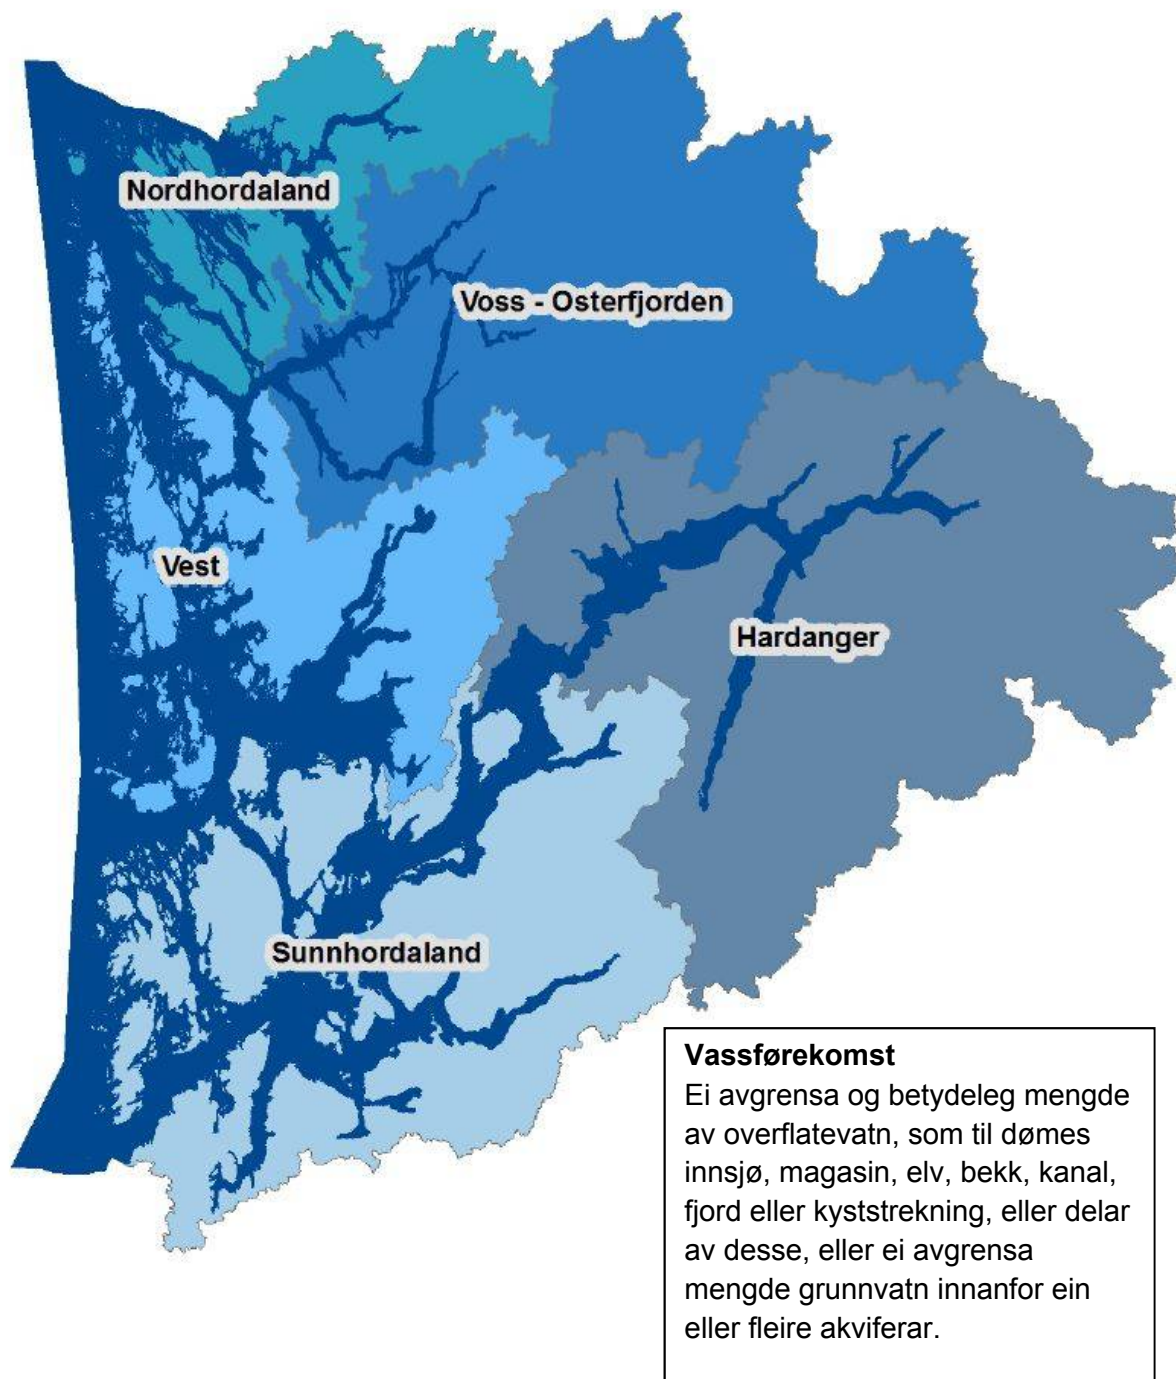 Nordhordaland
Voss - Osterfjorden
Vest
Hardanger
Sunnhordaland
Vassførekomst
Ei avgrensa og betydeleg mengde
av overflatevatn, som til dømes
innsjø, magasin, elv, bekk, kanal,
fjord eller kyststrekning, eller delar
av desse, eller ei avgrensa
mengde grunnvatn innanfor ein
eller fleire akviferar.